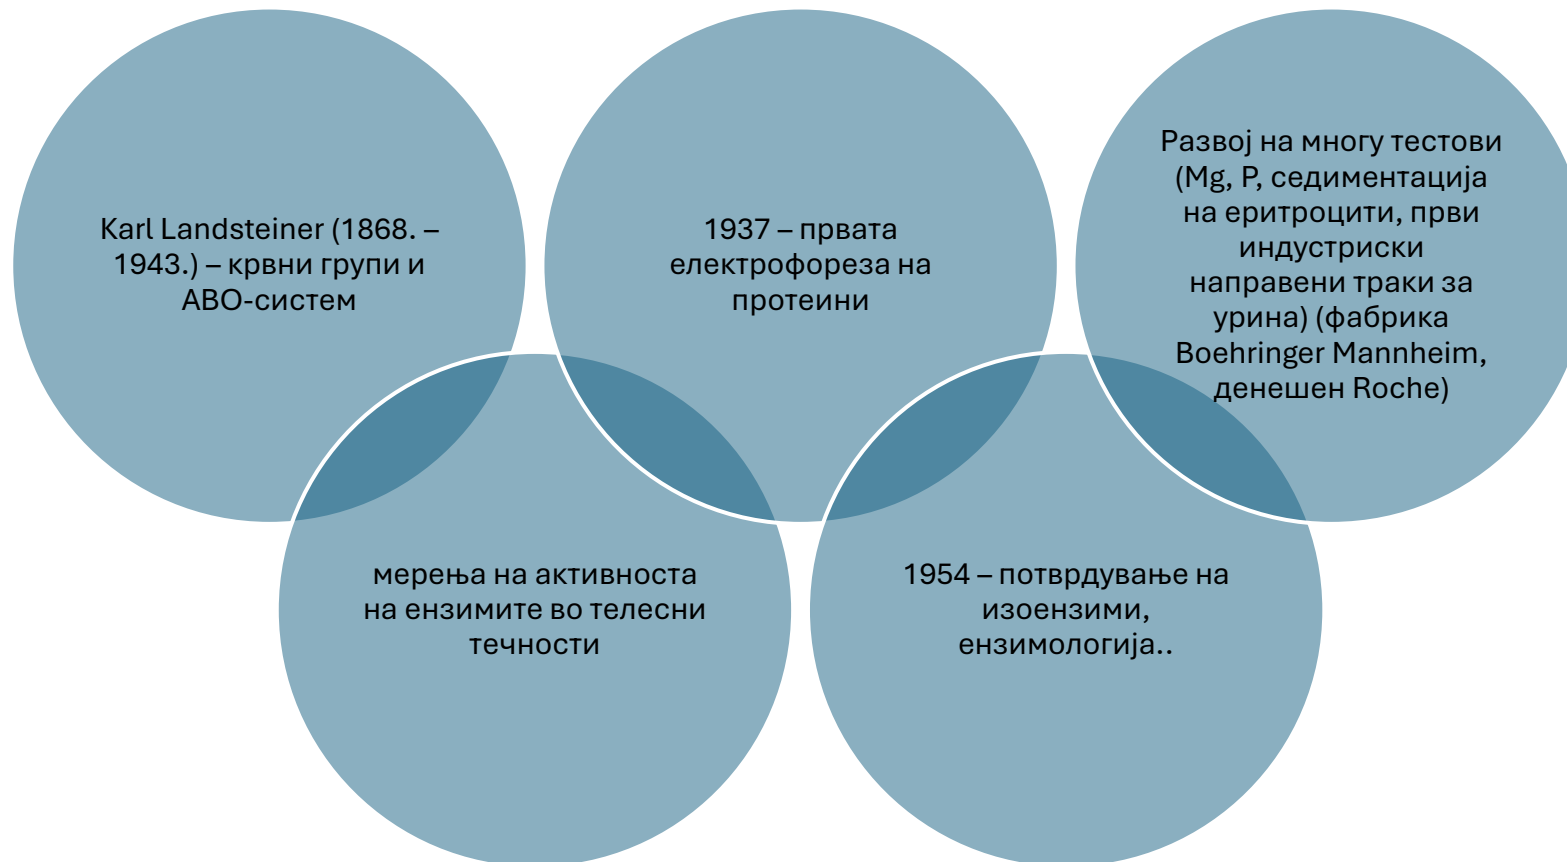 Karl Landsteiner (1868. –
1943.) – крвни групи и
АВО-систем
мерења на активноста
на ензимите во телесни
течности
1937 – првата
електрофореза на
протеини
1954 – потврдување на
изоензими,
ензимологија..
Развој на многу тестови
(Mg, P, седиментација
на еритроцити, први
индустриски
направени траки за
урина) (фабрика
Boehringer Mannheim,
денешен Roche)